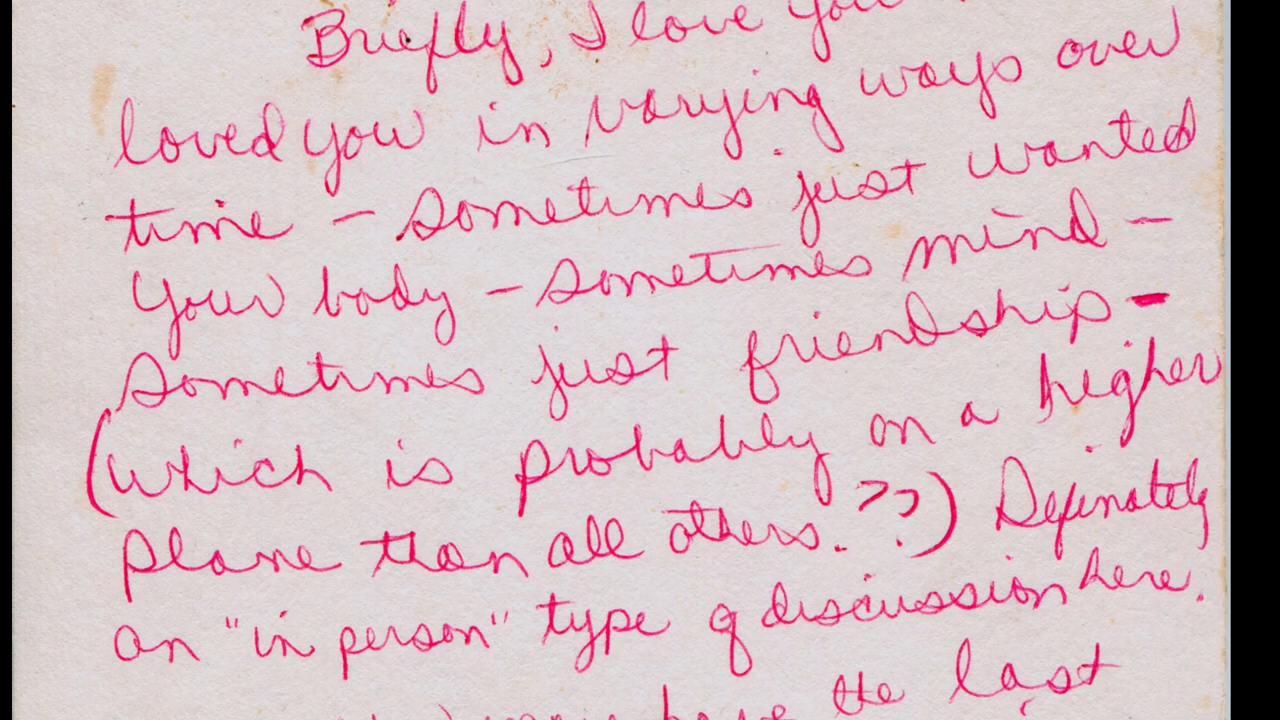 Briefly, I love you
loved you in varying ways over
time - sometimes just wanted
your body - sometimes mind -
sometimes just friendship -
(which is probably on a higher
plane than all others. ??) Definately
an "in person" type of discussion here.
have the last